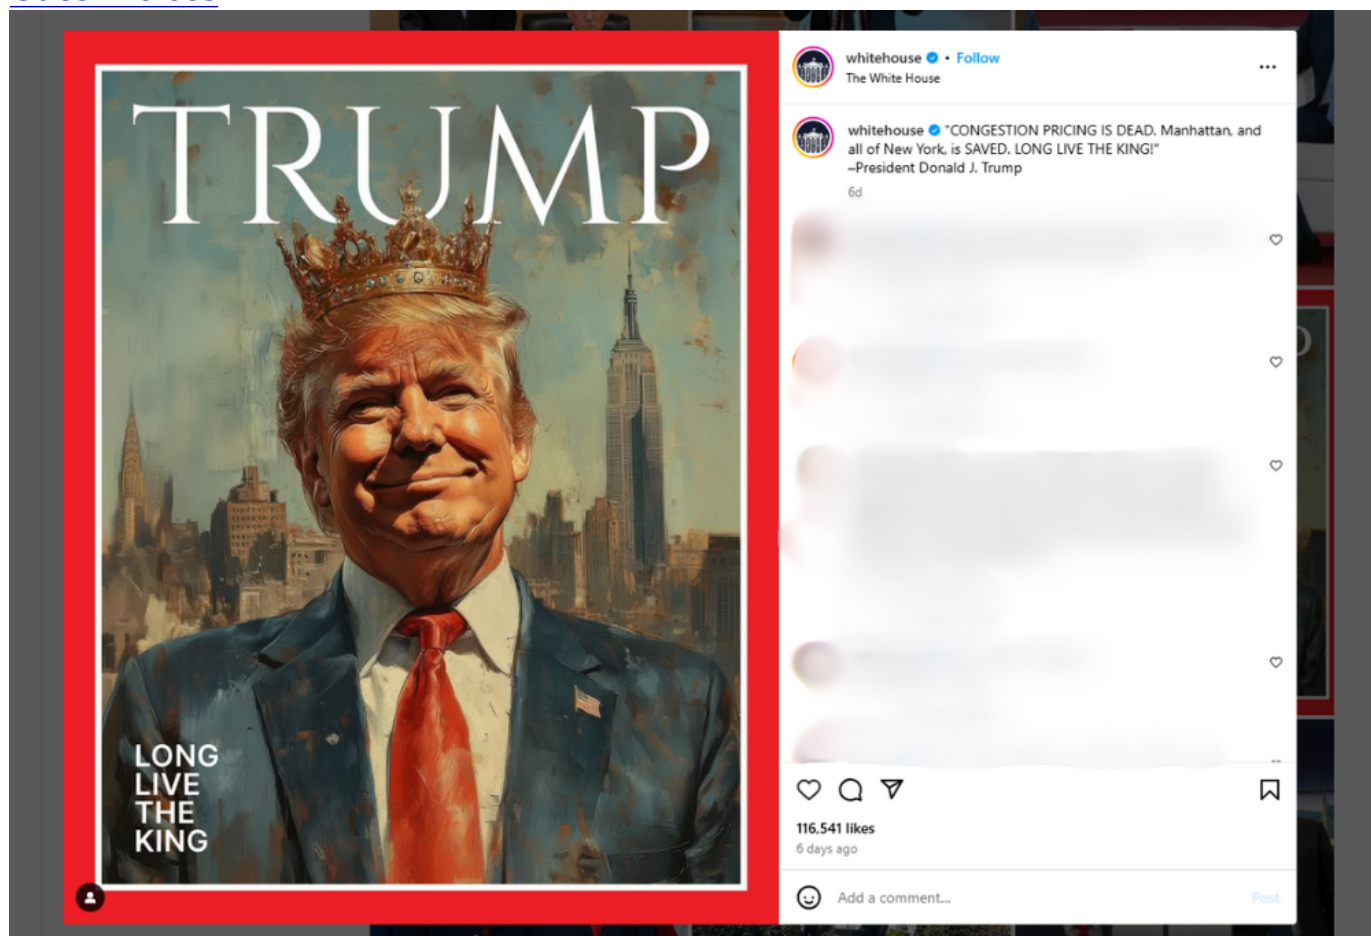 TRUMP
LONG
LIVE
THE
KING
whitehouse • Follow
The White House
whitehouse "CONGESTION PRICING IS DEAD. Manhattan, and
all of New York, is SAVED. LONG LIVE THE KING!"
–President Donald J. Trump
6d
116,541 likes
6 days ago
Add a comment...
Post